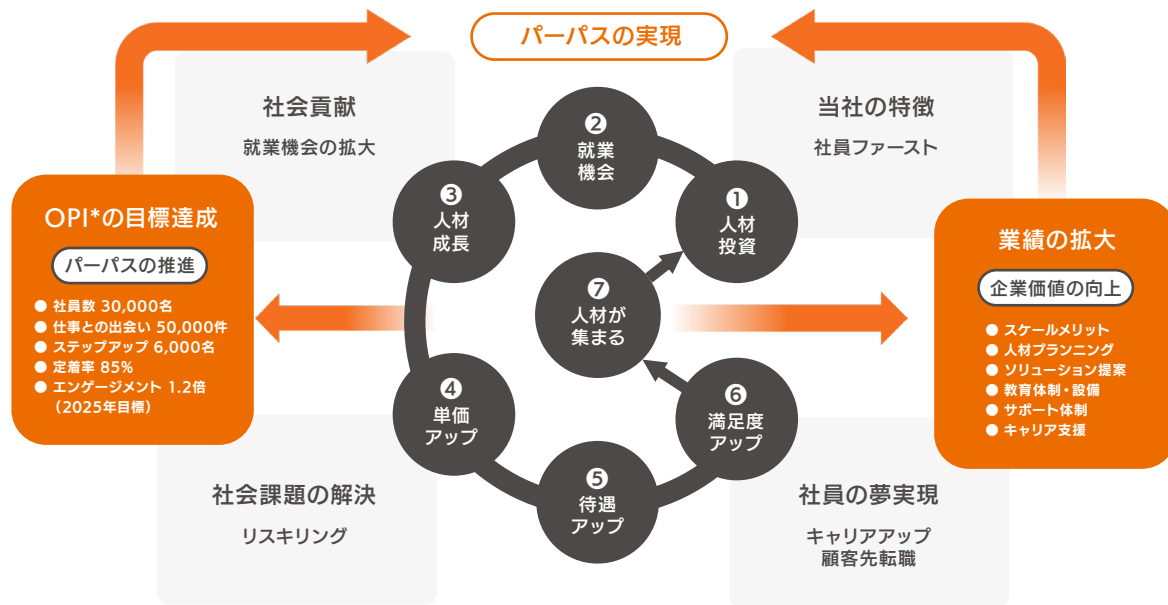 パーパスの実現
社会貢献
就業機会の拡大
当社の特徴
社員ファースト
❶
人材
投資
❷
就業
機会
❸
人材
成長
❹
単価
アップ
❺
待遇
アップ
❻
満足度
アップ
❼
人材が
集まる
OPI*の目標達成
パーパスの推進
● 社員数 30,000名
● 仕事との出会い 50,000件
● ステップアップ 6,000名
● 定着率 85%
● エンゲージメント 1.2倍
（2025年目標）
業績の拡大
企業価値の向上
● スケールメリット
● 人材プランニング
● ソリューション提案
● 教育体制・設備
● サポート体制
● キャリア支援
社会課題の解決
リスキリング
社員の夢実現
キャリアアップ
顧客先転職